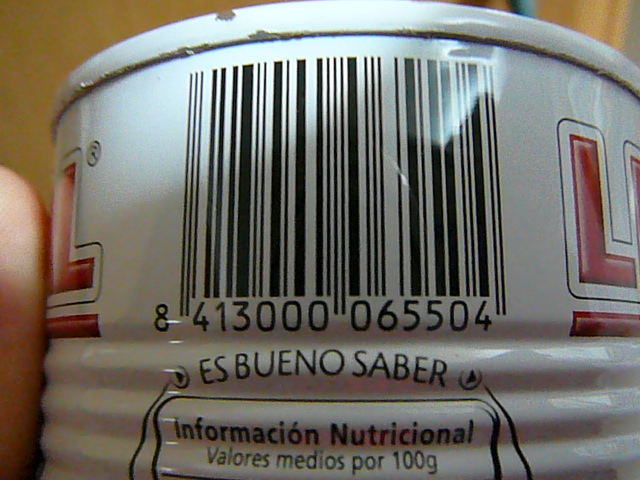 L ® L
8 413000 065504
ES BUENO SABER
Información Nutricional
Valores medios por 100g